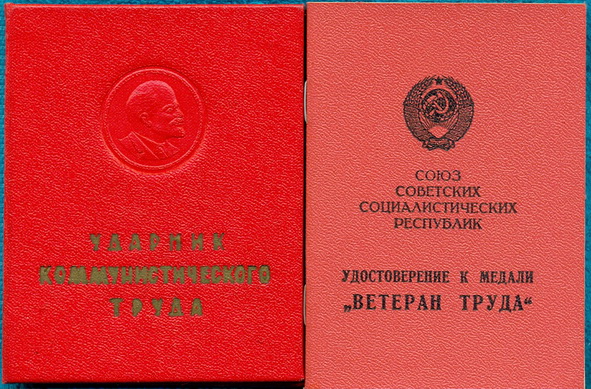 УДАРНИК
КОММУНИСТИЧЕСКОГО
ТРУДА
СОЮЗ
СОВЕТСКИХ
СОЦИАЛИСТИЧЕСКИХ
РЕСПУБЛИК
УДОСТОВЕРЕНИЕ К МЕДАЛИ
„ВЕТЕРАН ТРУДА“